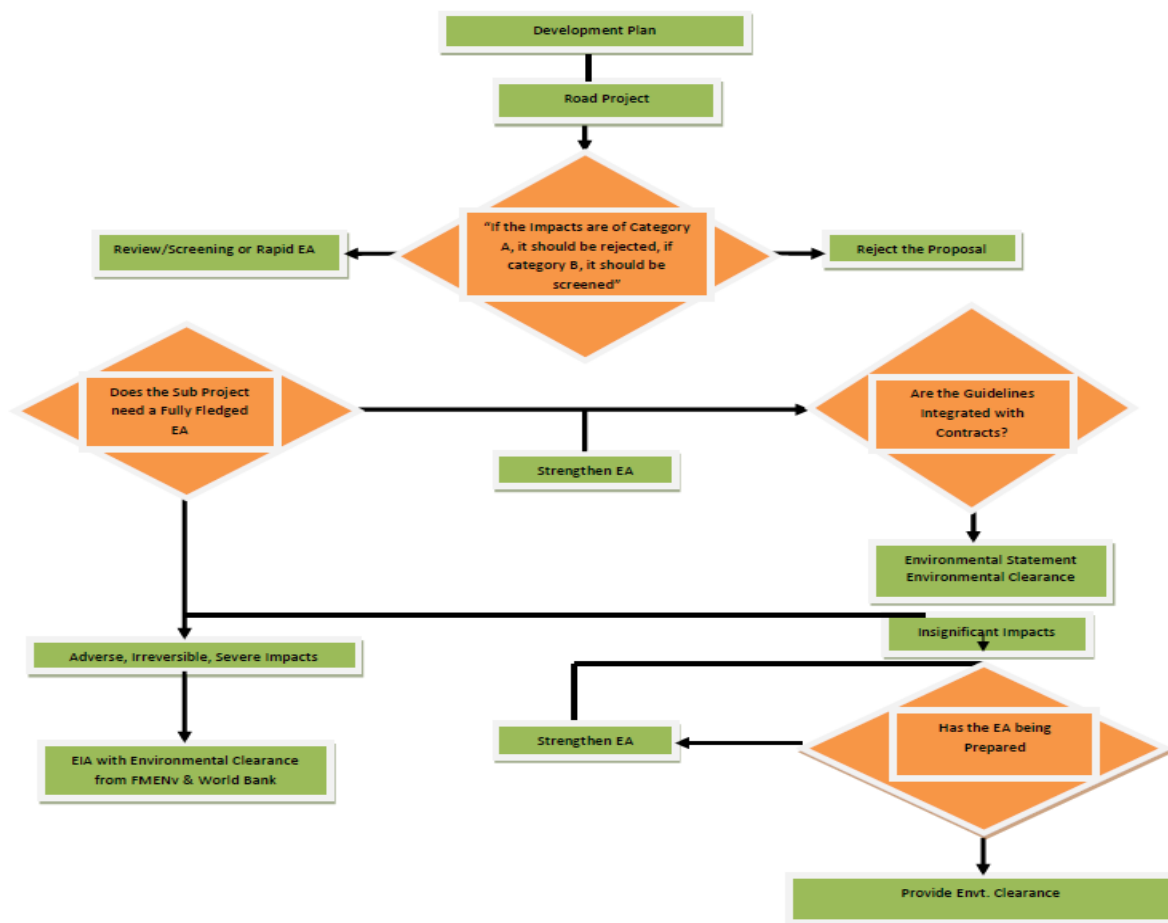 Development Plan
Road Project
“If the Impacts are of Category
A, it should be rejected, if
category B, it should be
screened”
Review/Screening or Rapid EA
Reject the Proposal
Does the Sub Project
need a Fully Fledged
EA
Are the Guidelines
Integrated with
Contracts?
Strengthen EA
Environmental Statement
Environmental Clearance
Insignificant Impacts
Adverse, Irreversible, Severe Impacts
Has the EA being
Prepared
Strengthen EA
EIA with Environmental Clearance
from FMENv & World Bank
Provide Envt. Clearance